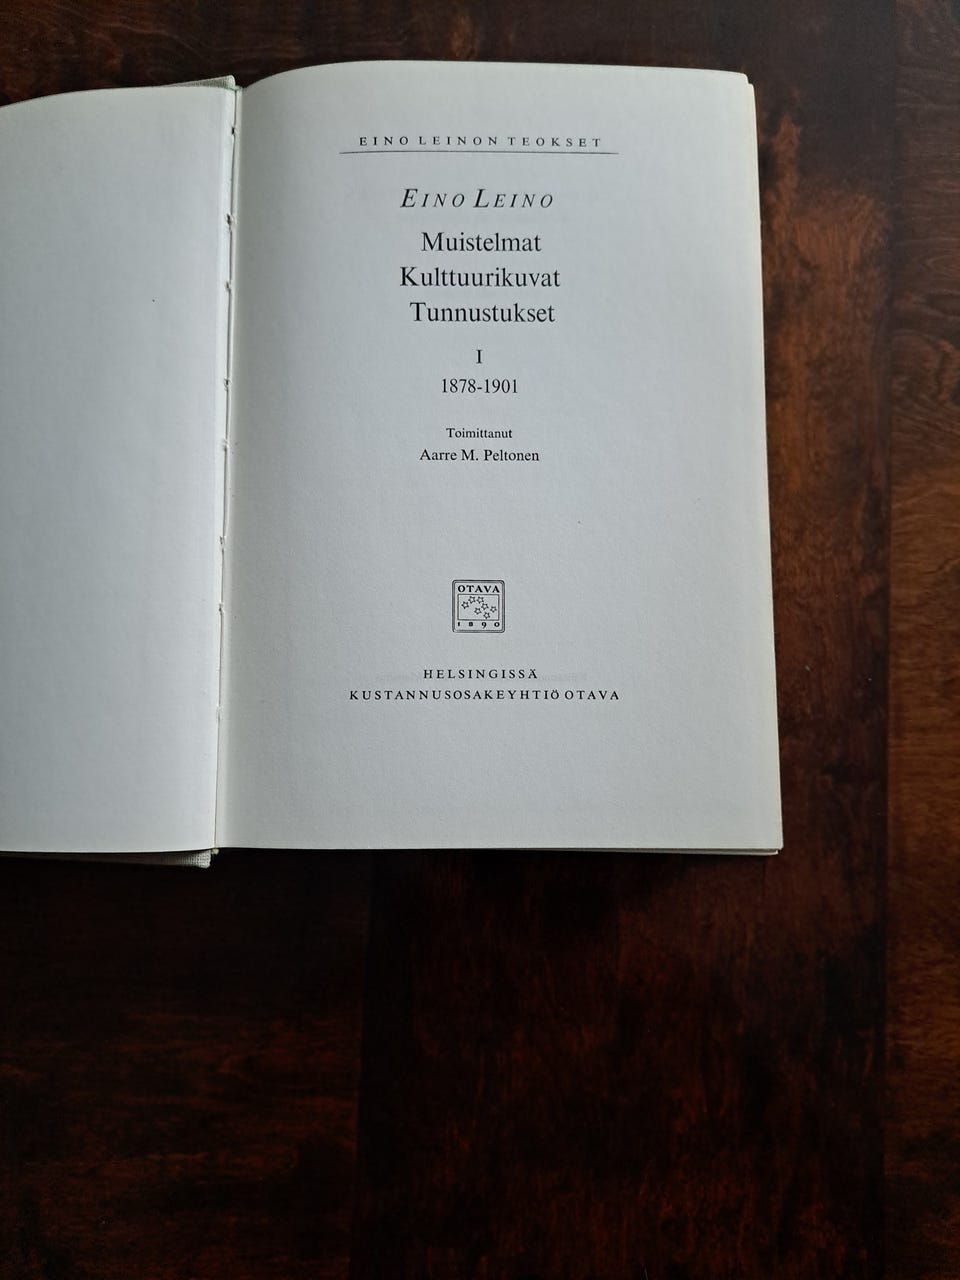 EINO LEINON TEOKSET
EINO LEINO
Muistelmat
Kulttuurikuvat
Tunnustukset
I
1878-1901
Toimittanut
Aarre M. Peltonen
OTAVA
1890
HELSINGISSÄ
KUSTANNUSOSAKEYHTIÖ OTAVA